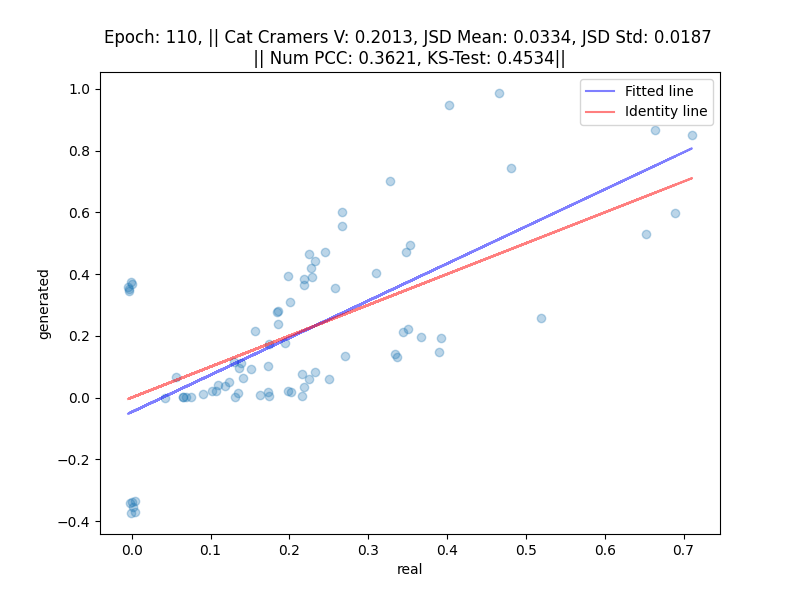 Epoch: 110, || Cat Cramers V: 0.2013, JSD Mean: 0.0334, JSD Std: 0.0187
|| Num PCC: 0.3621, KS-Test: 0.4534||
Fitted line
Identity line
1.0
0.8
0.6
0.4
0.2
0.0
−0.2
−0.4
generated
0.0 0.1 0.2 0.3 0.4 0.5 0.6 0.7
real